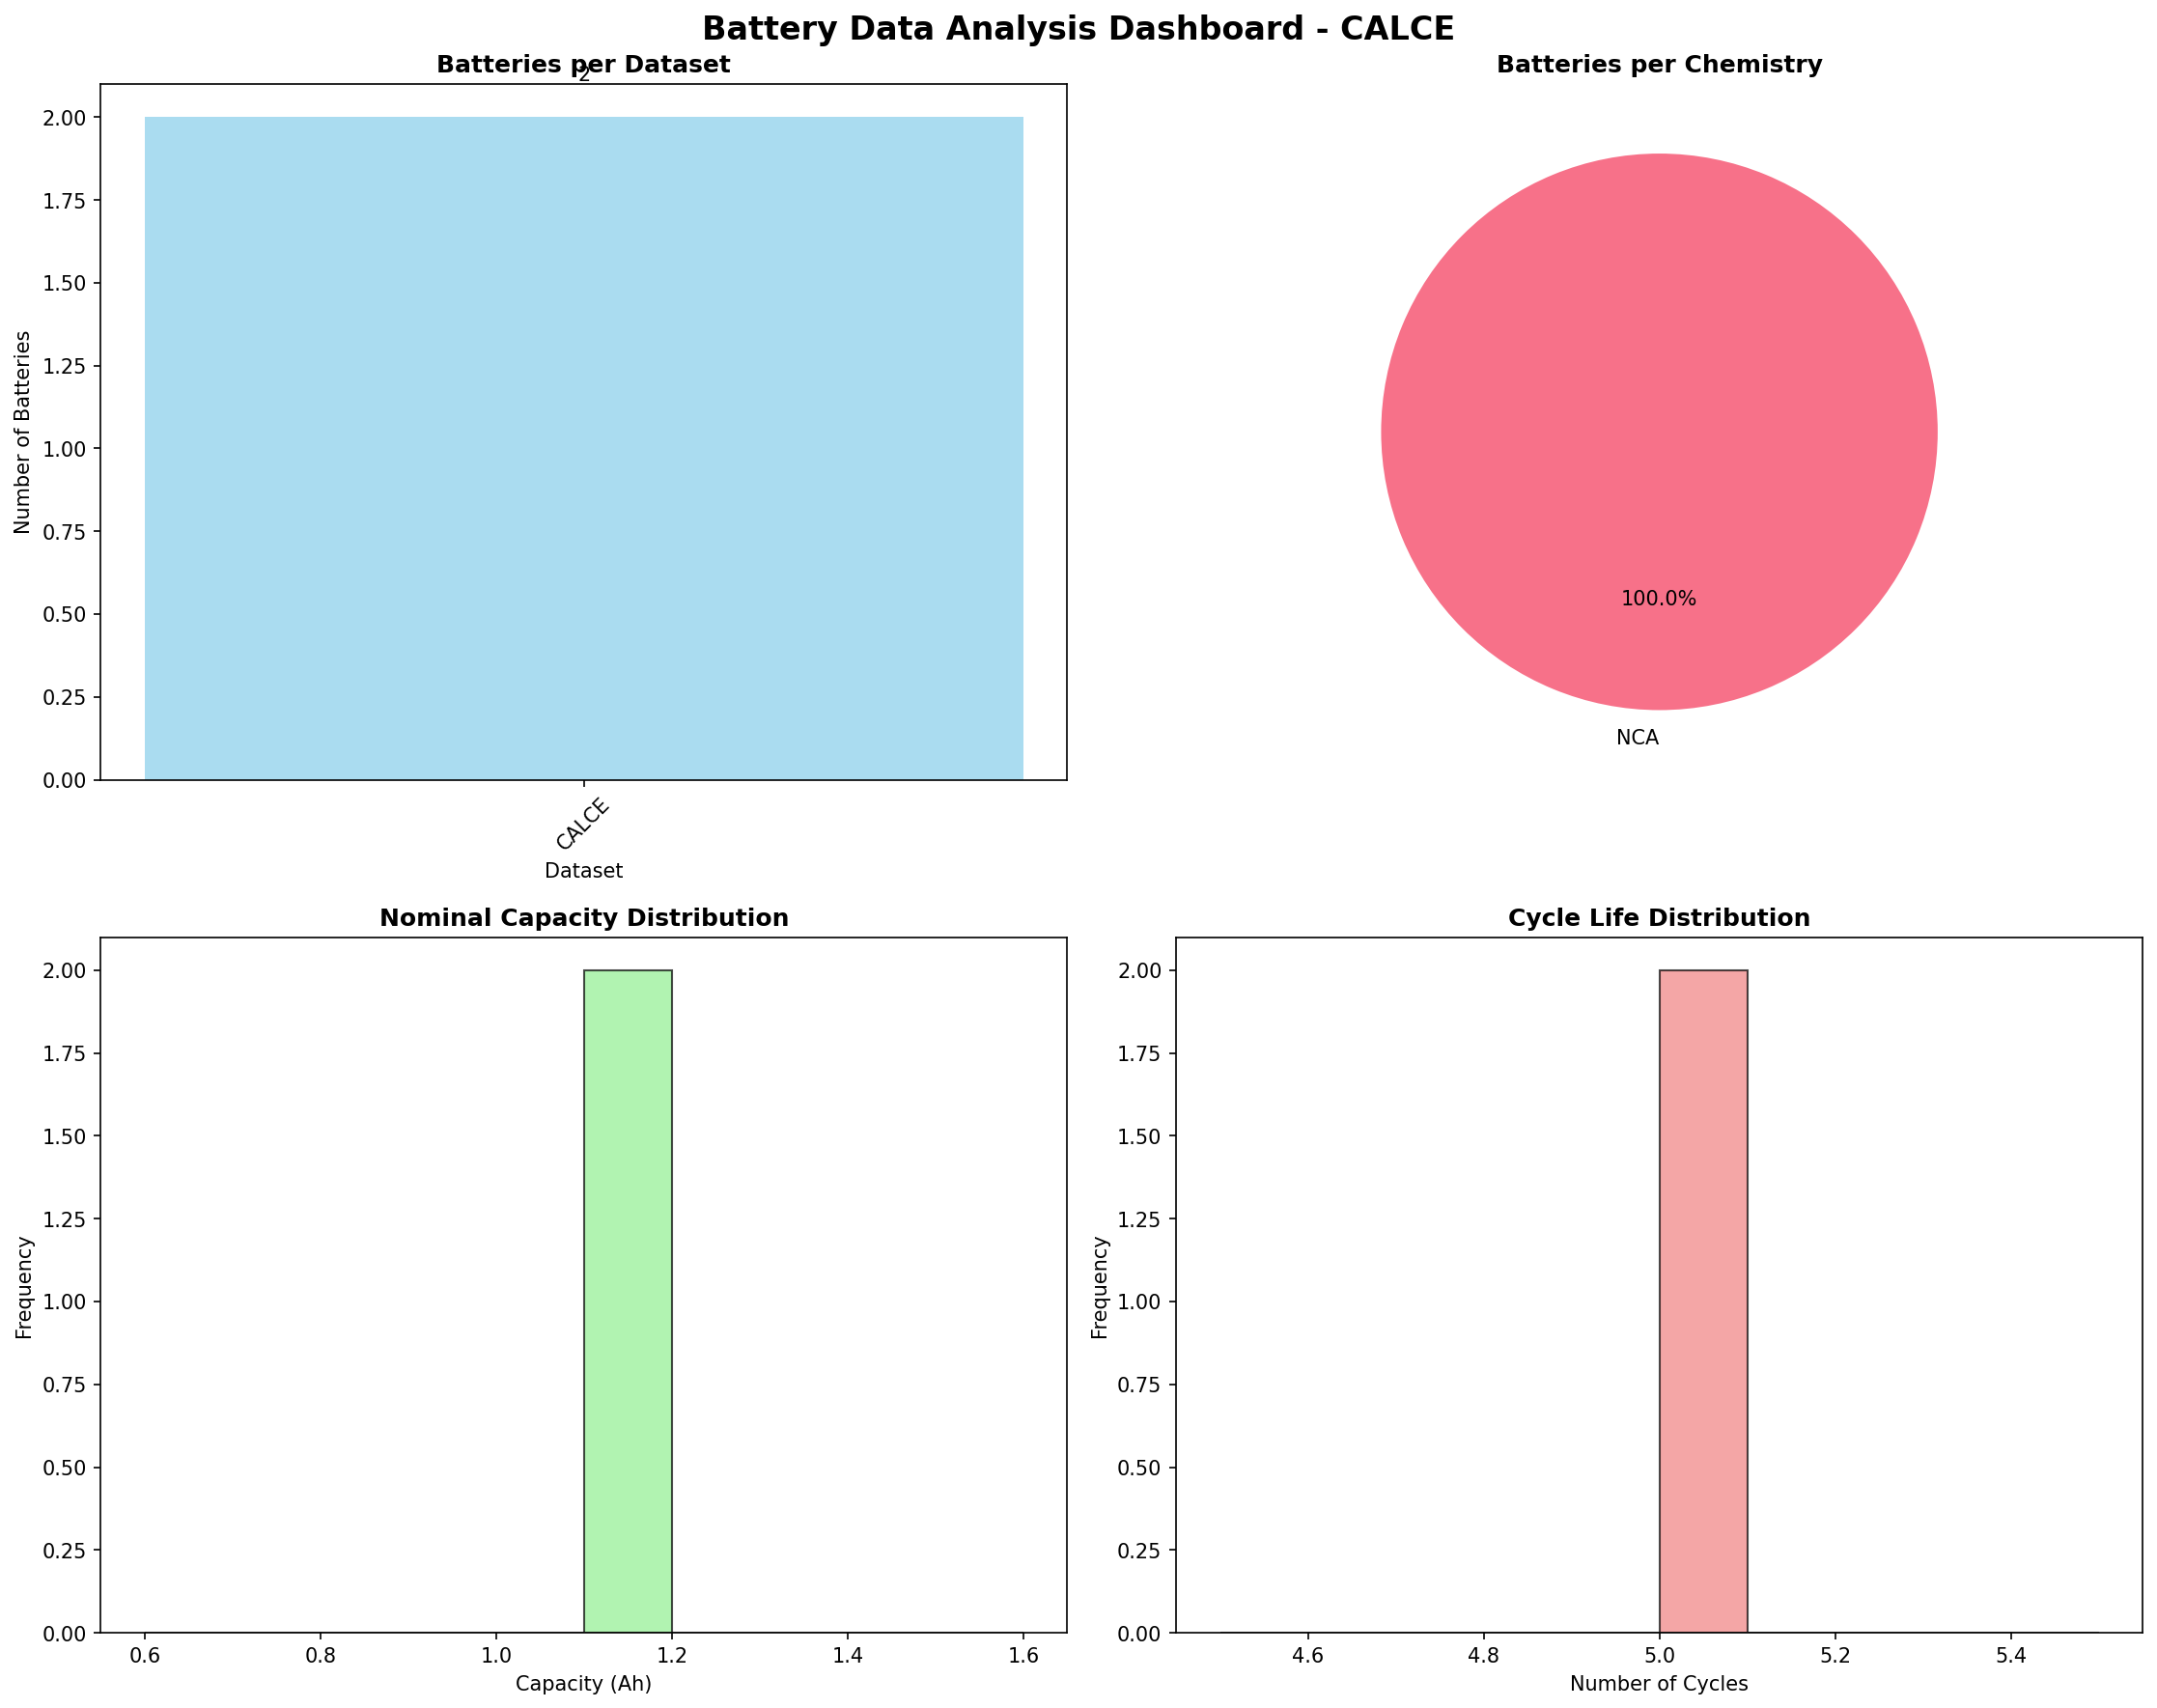 Battery Data Analysis Dashboard - CALCE
Batteries per Dataset
2
2.00
1.75
1.50
1.25
1.00
0.75
0.50
0.25
0.00
Number of Batteries
CALCE
Dataset
Batteries per Chemistry
100.0%
NCA
Nominal Capacity Distribution
2.00
1.75
1.50
1.25
1.00
0.75
0.50
0.25
0.00
Frequency
0.6 0.8 1.0 1.2 1.4 1.6
Capacity (Ah)
Cycle Life Distribution
2.00
1.75
1.50
1.25
1.00
0.75
0.50
0.25
0.00
Frequency
4.6 4.8 5.0 5.2 5.4
Number of Cycles